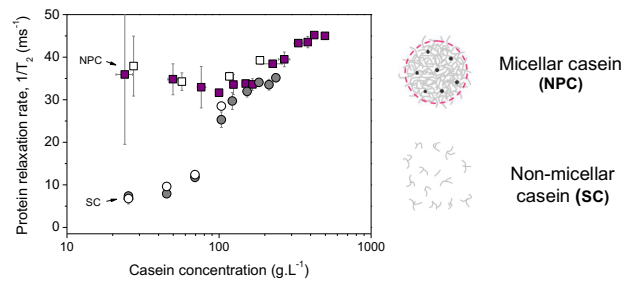 Protein relaxation rate, 1/T₂ (ms⁻¹)
50
40
30
20
10
0
NPC
SC
10
100
1000
Casein concentration (g.L⁻¹)
Micellar casein
(NPC)
Non-micellar
casein (SC)